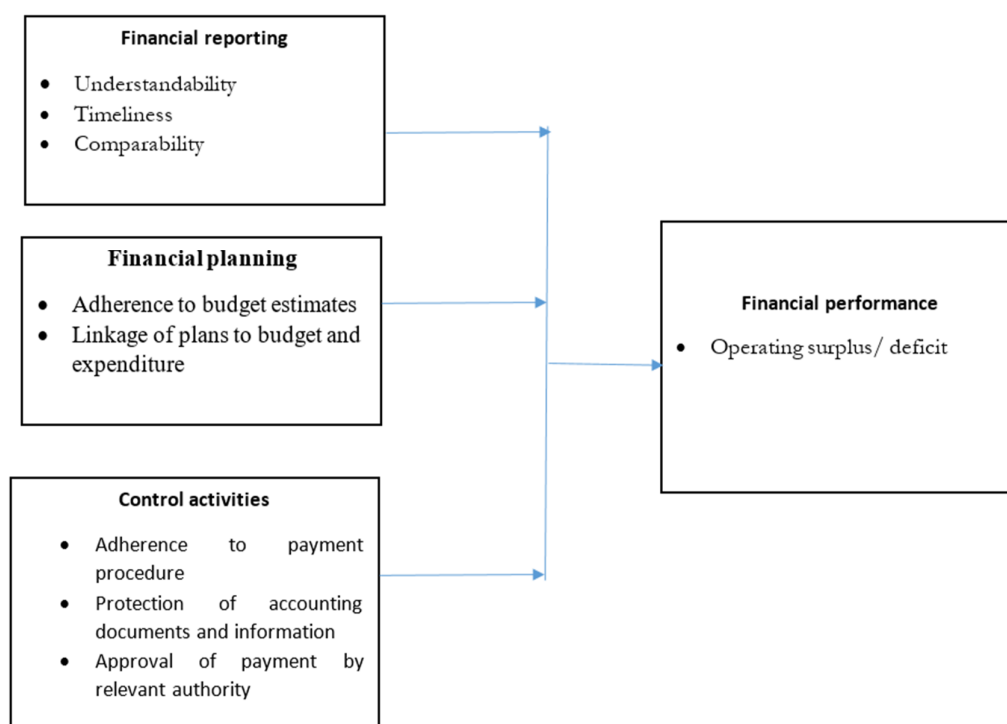 Financial reporting
• Understandability
• Timeliness
• Comparability
Financial planning
• Adherence to budget estimates
• Linkage of plans to budget and
expenditure
Control activities
• Adherence to payment
procedure
• Protection of accounting
documents and information
• Approval of payment by
relevant authority
Financial performance
• Operating surplus/ deficit